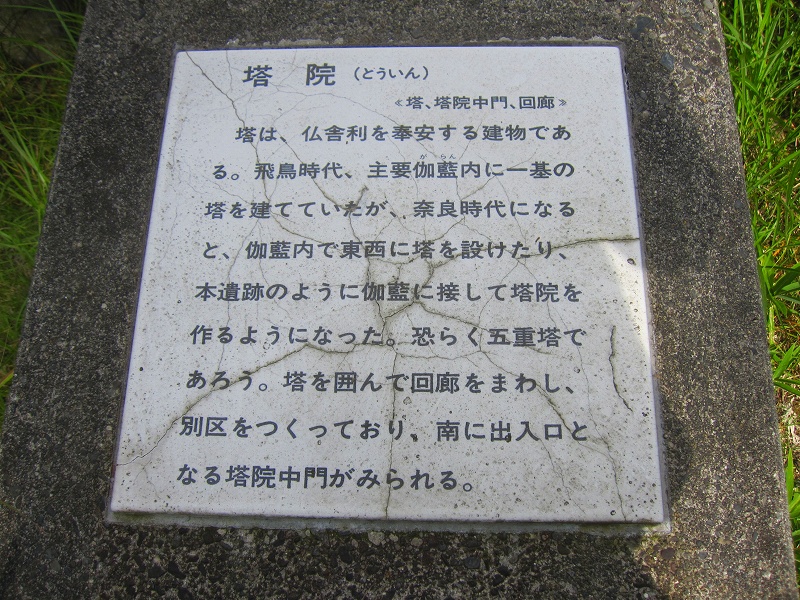 塔院（とういん）
《塔、塔院中門、回廊》
塔は、仏舎利を奉安する建物であ
る。飛鳥時代、主要伽藍内に一基の
がらん
塔を建てていたが、奈良時代になる
と、伽藍内で東西に塔を設けたり、
本遺跡のように伽藍に接して塔院を
作るようになった。恐らく五重塔で
あろう。塔を囲んで回廊をまわし、
別区をつくっており、南に出入口と
なる塔院中門がみられる。